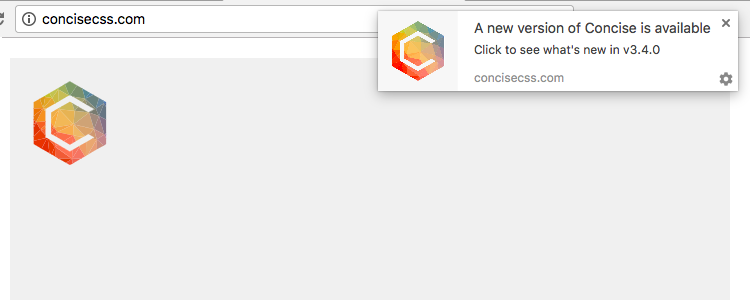 concisecss.com
A new version of Concise is available
Click to see what's new in v3.4.0
concisecss.com